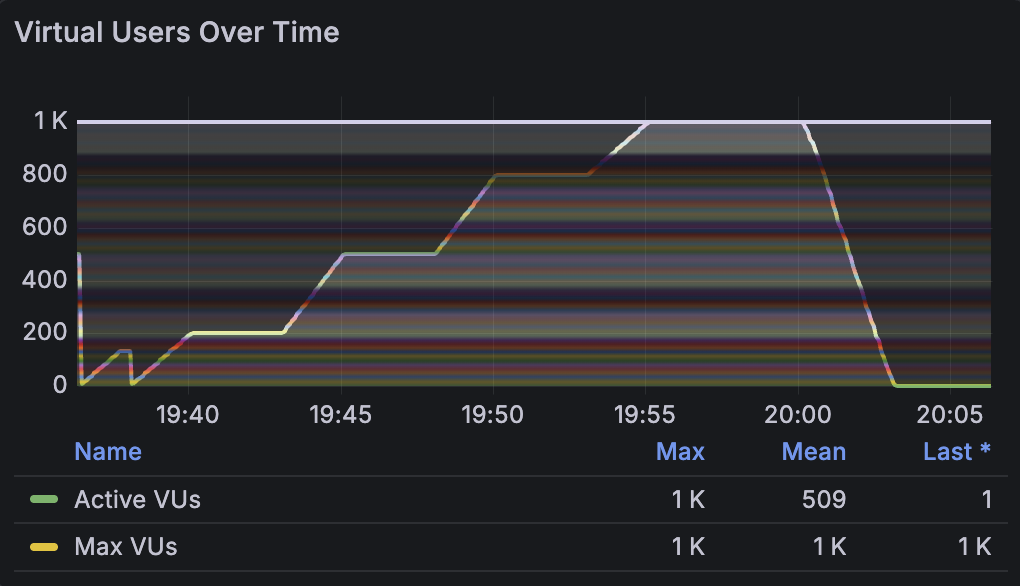 Virtual Users Over Time
1 K
800
600
400
200
0
19:40 19:45 19:50 19:55 20:00 20:05
Name Max Mean Last *
Active VUs 1 K 509 1
Max VUs 1 K 1 K 1 K